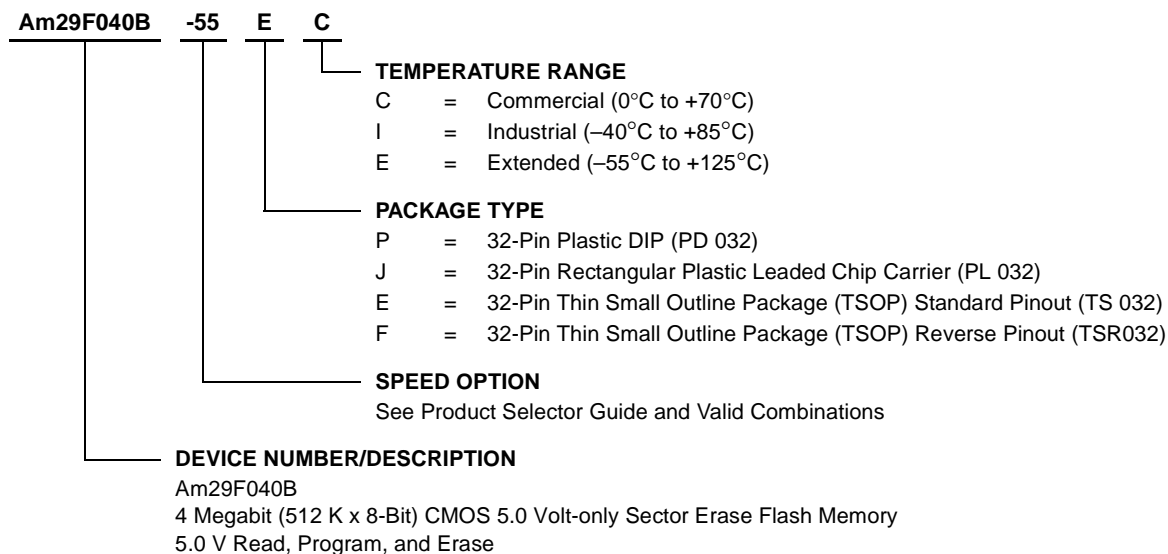 Am29F040B -55 E C
TEMPERATURE RANGE
C = Commercial (0°C to +70°C)
I = Industrial (–40°C to +85°C)
E = Extended (–55°C to +125°C)
PACKAGE TYPE
P = 32-Pin Plastic DIP (PD 032)
J = 32-Pin Rectangular Plastic Leaded Chip Carrier (PL 032)
E = 32-Pin Thin Small Outline Package (TSOP) Standard Pinout (TS 032)
F = 32-Pin Thin Small Outline Package (TSOP) Reverse Pinout (TSR032)
SPEED OPTION
See Product Selector Guide and Valid Combinations
DEVICE NUMBER/DESCRIPTION
Am29F040B
4 Megabit (512 K x 8-Bit) CMOS 5.0 Volt-only Sector Erase Flash Memory
5.0 V Read, Program, and Erase